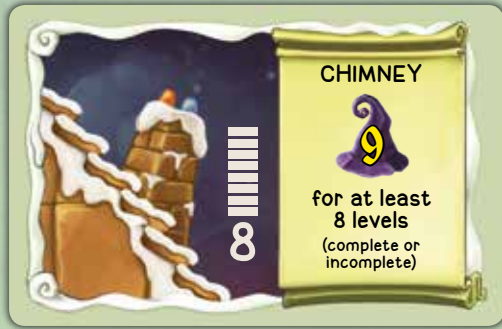 8
CHIMNEY
9
for at least
8 levels
(complete or
incomplete)